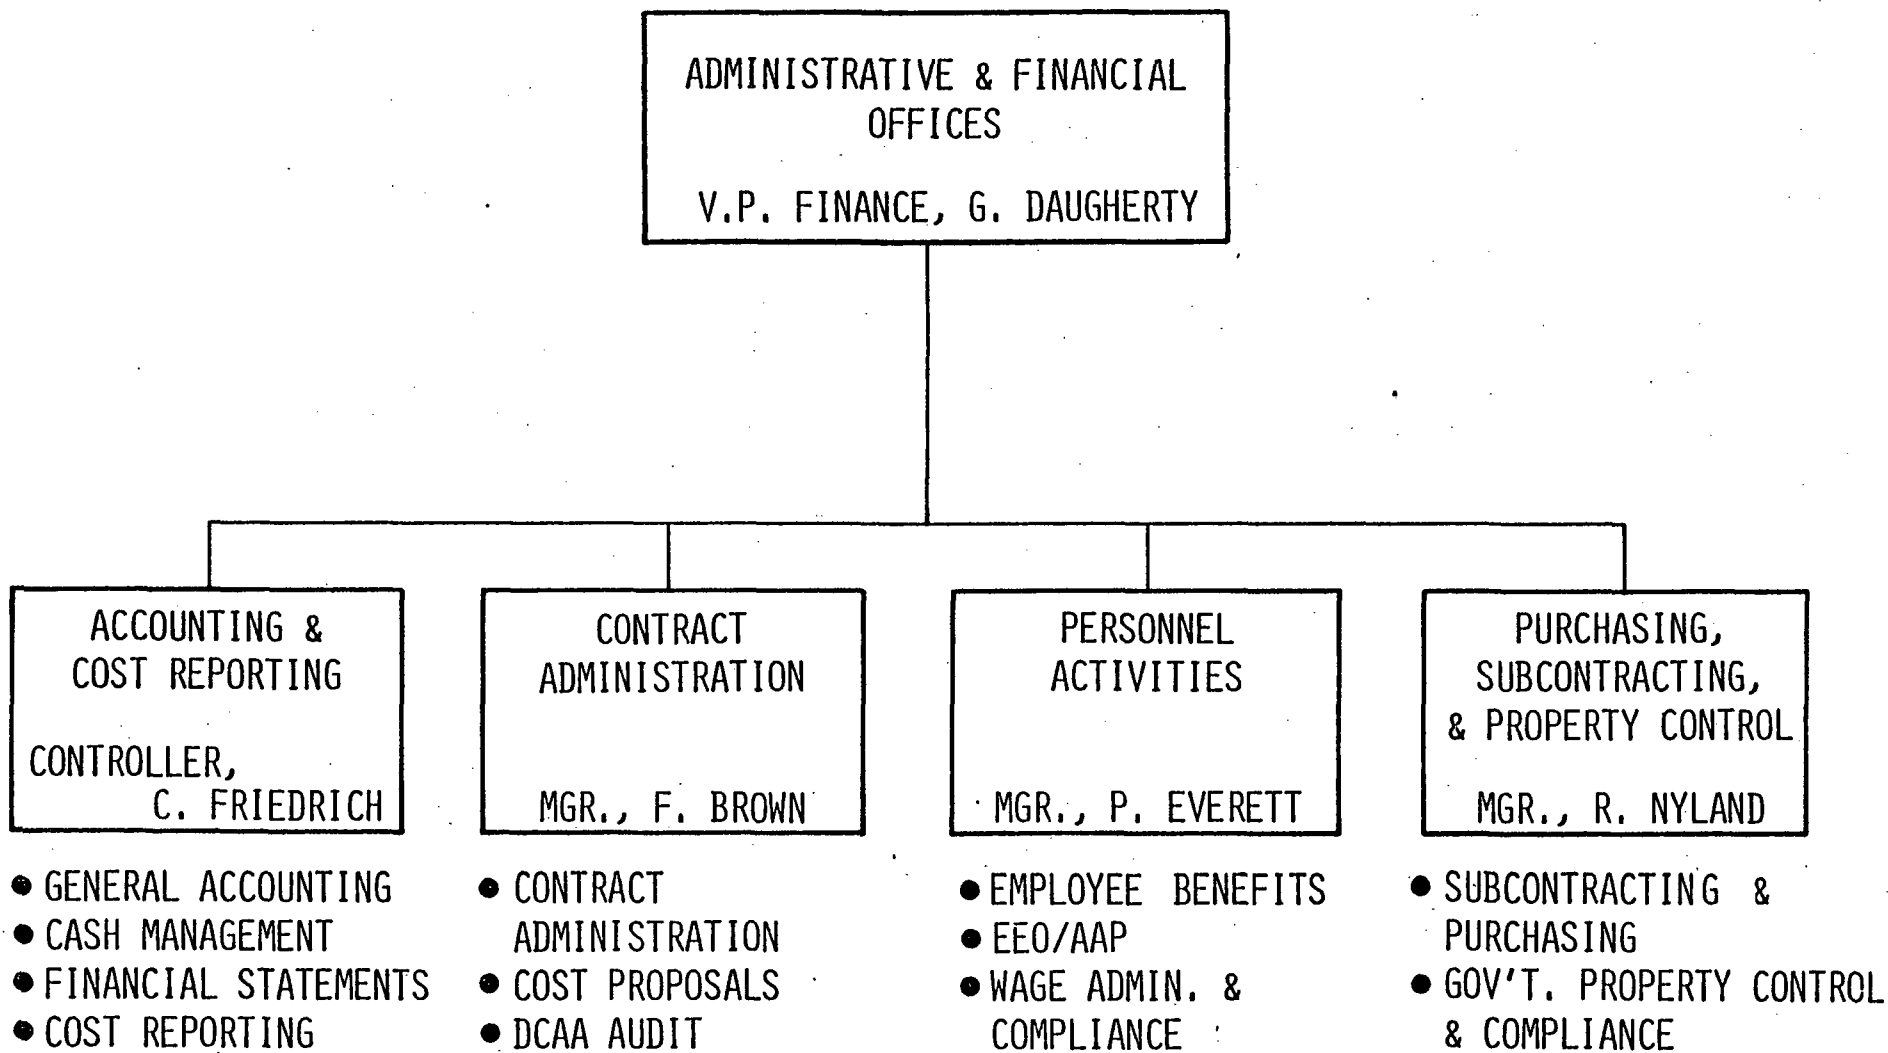 ADMINISTRATIVE & FINANCIAL
OFFICES
V.P. FINANCE, G. DAUGHERTY
ACCOUNTING &
COST REPORTING
CONTROLLER,
C. FRIEDRICH
● GENERAL ACCOUNTING
● CASH MANAGEMENT
● FINANCIAL STATEMENTS
● COST REPORTING
CONTRACT
ADMINISTRATION
MGR., F. BROWN
● CONTRACT
ADMINISTRATION
● COST PROPOSALS
● DCAA AUDIT
PERSONNEL
ACTIVITIES
MGR., P. EVERETT
● EMPLOYEE BENEFITS
● EEO/AAP
● WAGE ADMIN. &
COMPLIANCE
PURCHASING,
SUBCONTRACTING,
& PROPERTY CONTROL
MGR., R. NYLAND
● SUBCONTRACTING &
PURCHASING
● GOV'T. PROPERTY CONTROL
& COMPLIANCE